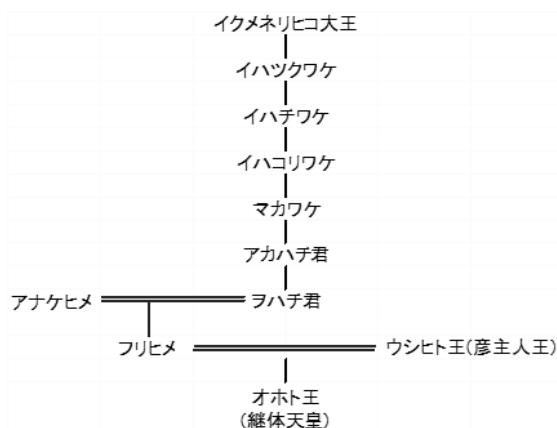 イクメネリヒコ大王
イハツクワケ
イハチワケ
イハコリワケ
マカワケ
アカハチ君
アナケヒメ ヲハチ君
フリヒメ ウシヒト王(彦主人王)
オホト王
(継体天皇)